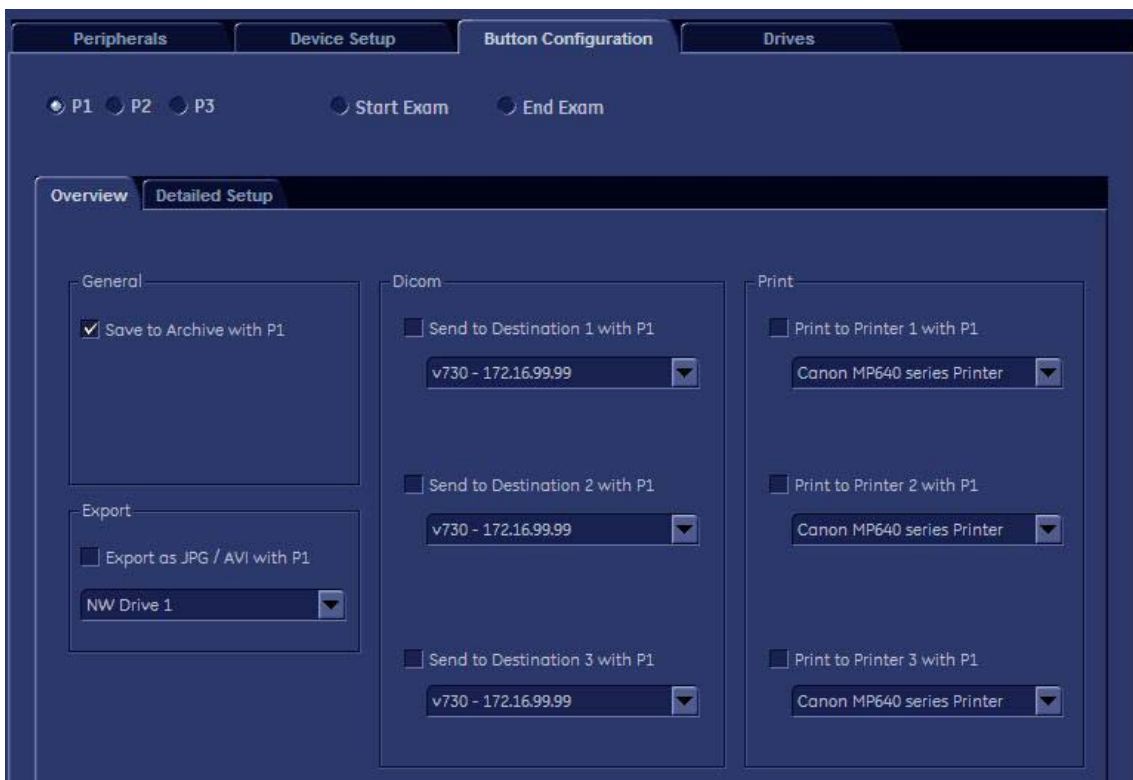 Peripherals Device Setup Button Configuration Drives
P1 P2 P3 Start Exam End Exam
Overview Detailed Setup
General
Save to Archive with P1
Export
Export as JPG / AVI with P1
NW Drive 1
Dicom
Send to Destination 1 with P1
v730 - 172.16.99.99
Send to Destination 2 with P1
v730 - 172.16.99.99
Send to Destination 3 with P1
v730 - 172.16.99.99
Print
Print to Printer 1 with P1
Canon MP640 series Printer
Print to Printer 2 with P1
Canon MP640 series Printer
Print to Printer 3 with P1
Canon MP640 series Printer